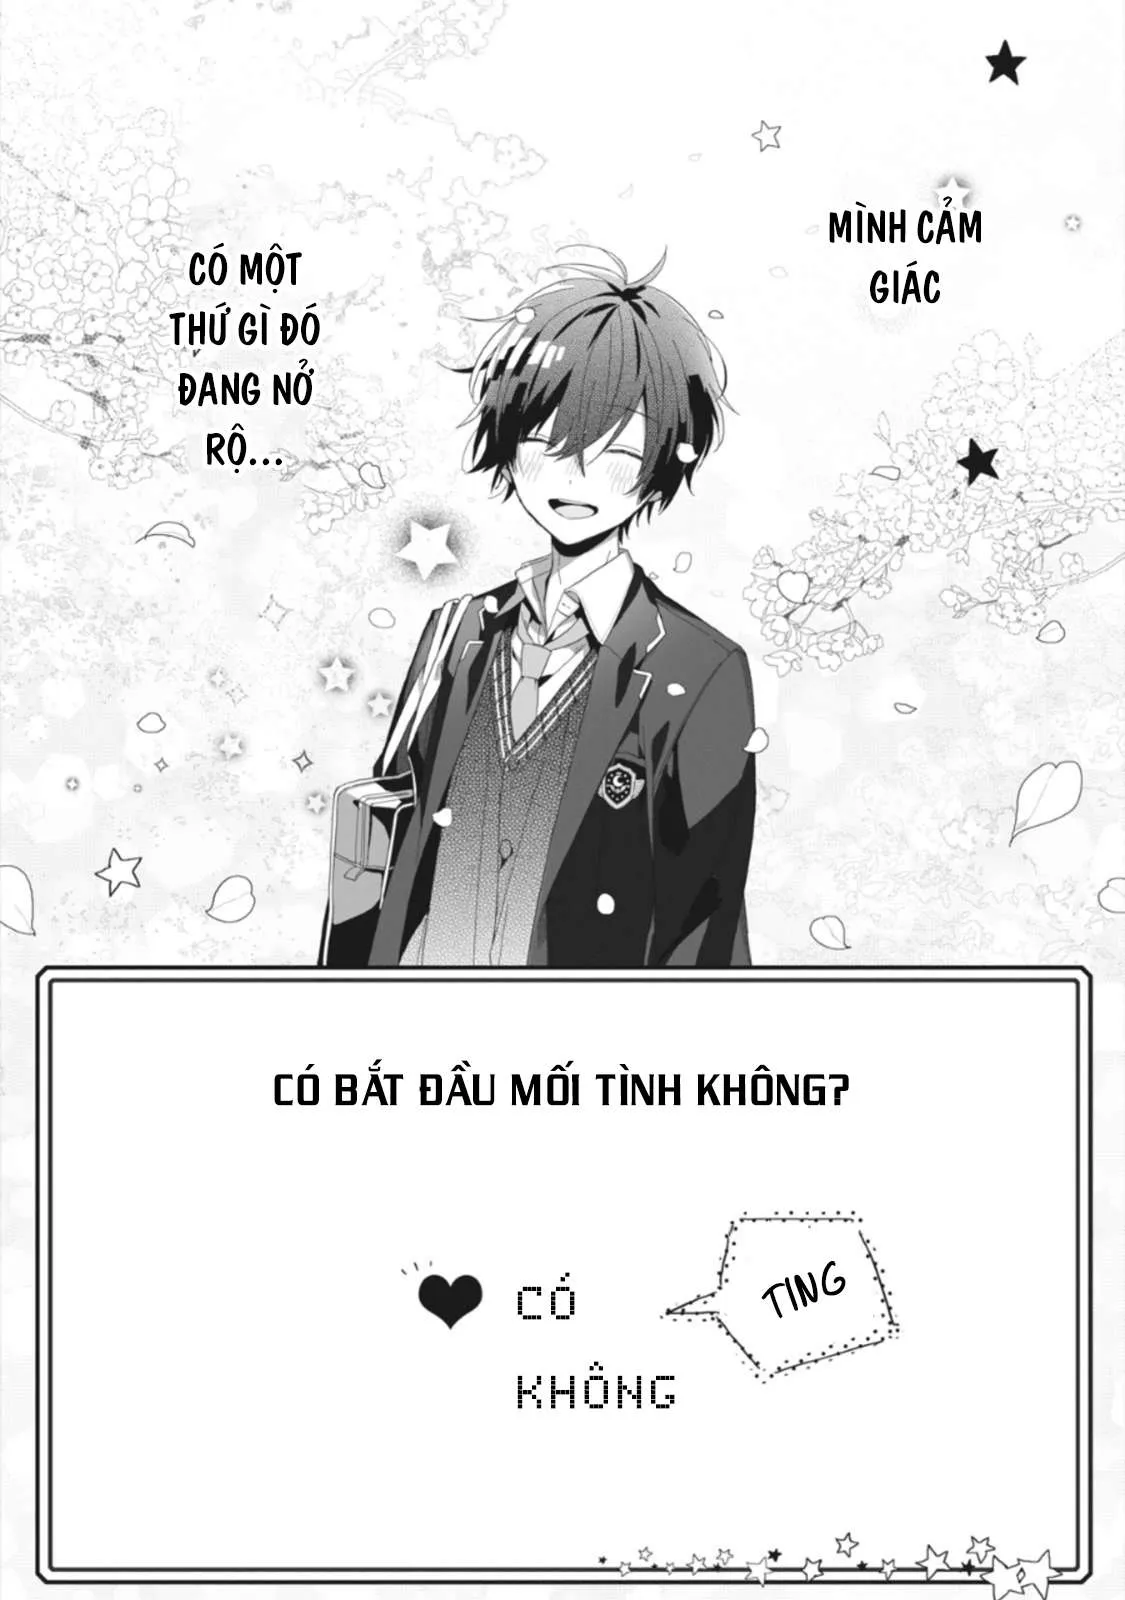 MÌNH CẢM
GIÁC
CÓ MỘT
THỨ GÌ ĐÓ
ĐANG NỞ
RỘ...
CÓ BẮT ĐẦU MỐI TÌNH KHÔNG?
CÓ
TING
KHÔNG